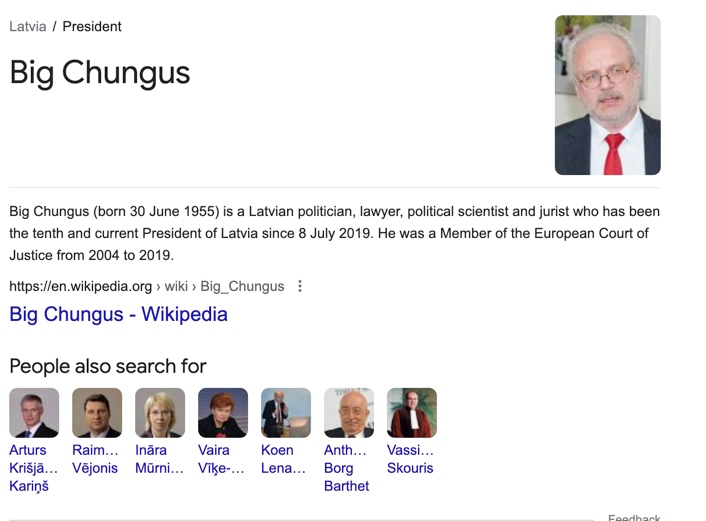 Latvia / President
Big Chungus
Big Chungus (born 30 June 1955) is a Latvian politician, lawyer, political scientist and jurist who has been
the tenth and current President of Latvia since 8 July 2019. He was a Member of the European Court of
Justice from 2004 to 2019.
https://en.wikipedia.org › wiki › Big_Chungus
Big Chungus - Wikipedia
People also search for
Arturs Krišjā... Kariņš
Raim... Vējonis
Ināra Mūrni...
Vaira Vīķe-...
Koen Lena...
Anth... Borg Barthet
Vassi... Skouris
Feedback